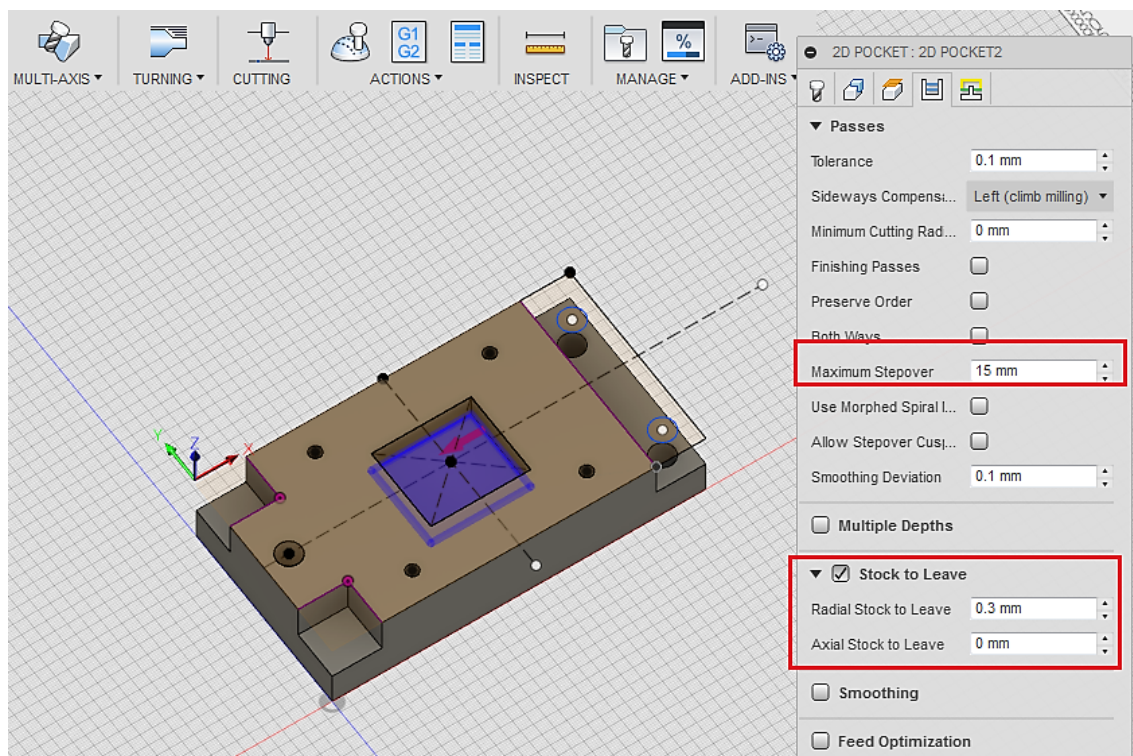 MULTI-AXIS ▼ TURNING ▼ CUTTING G1 G2 ACTIONS ▼ INSPECT % MANAGE ▼ ADD-INS ▼
2D POCKET : 2D POCKET2
Passes
Tolerance 0.1 mm
Sideways Compensa... Left (climb milling)
Minimum Cutting Rad... 0 mm
Finishing Passes
Preserve Order
Both Ways
Maximum Stepover 15 mm
Use Morphed Spiral I...
Allow Stepover Cusp...
Smoothing Deviation 0.1 mm
Multiple Depths
Stock to Leave
Radial Stock to Leave 0.3 mm
Axial Stock to Leave 0 mm
Smoothing
Feed Optimization
Y Z X